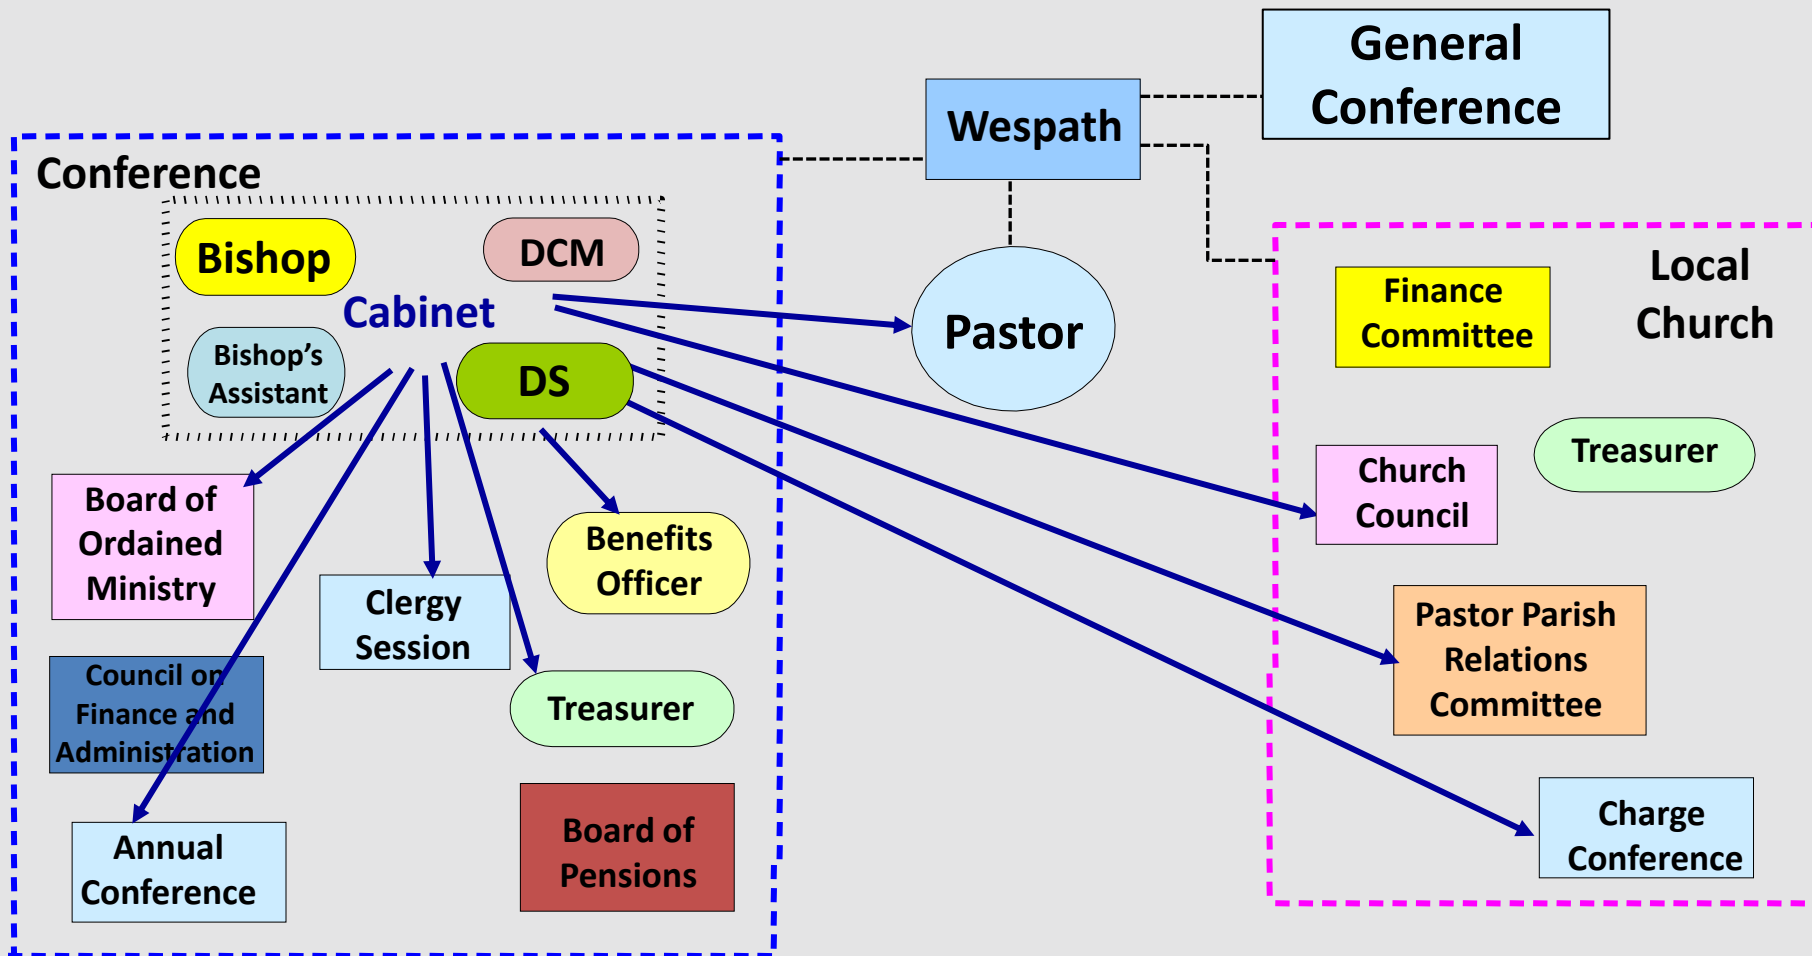 General
Conference
Wespath
Conference
Bishop
DCM
Cabinet
Bishop’s
Assistant
DS
Pastor
Local
Church
Finance
Committee
Treasurer
Church
Council
Board of
Ordained
Ministry
Benefits
Officer
Clergy
Session
Pastor Parish
Relations
Committee
Council on
Finance and
Administration
Treasurer
Annual
Conference
Board of
Pensions
Charge
Conference